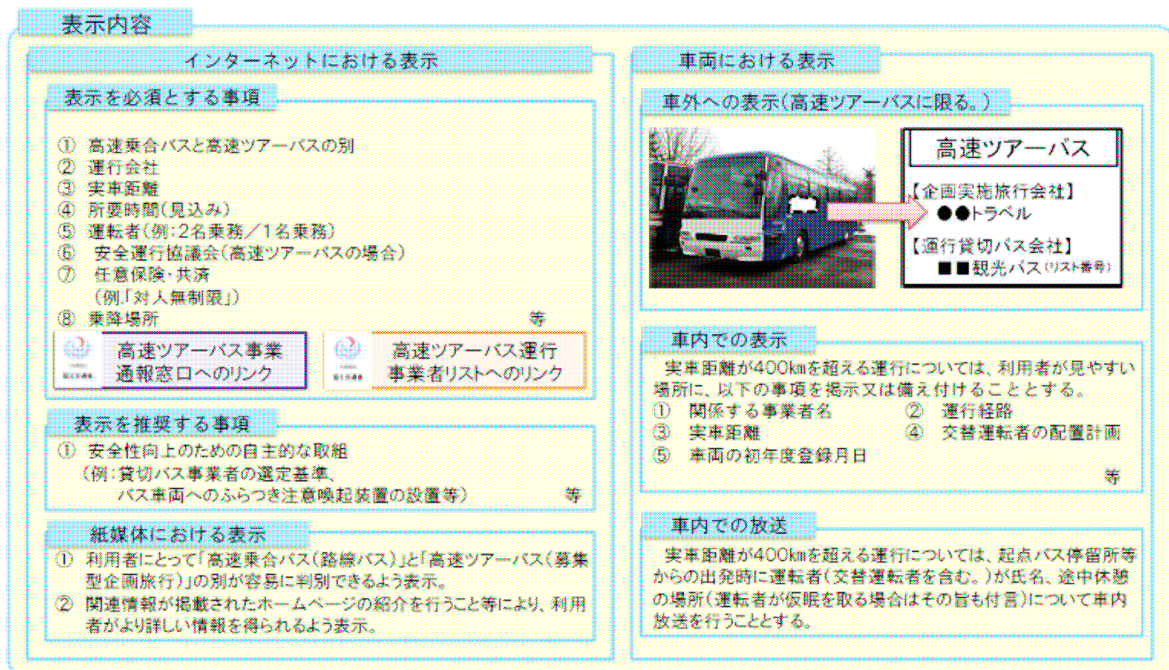 表示内容
インターネットにおける表示
表示を必須とする事項
① 高速乗合バスと高速ツアーバスの別
② 運行会社
③ 実車距離
④ 所要時間(見込み)
⑤ 運転者(例:2名乗務/1名乗務)
⑥ 安全運行協議会(高速ツアーバスの場合)
⑦ 任意保険・共済
(例.「対人無制限」)
⑧ 乗降場所 等
高速ツアーバス事業
通報窓口へのリンク
高速ツアーバス運行
事業者リストへのリンク
表示を推奨する事項
① 安全性向上のための自主的な取組
(例:貸切バス事業者の選定基準、
バス車両へのふらつき注意喚起装置の設置等) 等
紙媒体における表示
① 利用者にとって「高速乗合バス(路線バス)」と「高速ツアーバス(募集
型企画旅行)」の別が容易に判別できるよう表示。
② 関連情報が掲載されたホームページの紹介を行うこと等により、利用
者がより詳しい情報を得られるよう表示。
車両における表示
車外への表示(高速ツアーバスに限る。)
高速ツアーバス
【企画実施旅行会社】
●●トラベル
【運行貸切バス会社】
■■観光バス(リスト番号)
車内での表示
実車距離が400㎞を超える運行については、利用者が見やすい
場所に、以下の事項を掲示又は備え付けることとする。
① 関係する事業者名 ② 運行経路
③ 実車距離 ④ 交替運転者の配置計画
⑤ 車両の初年度登録月日
等
車内での放送
実車距離が400㎞を超える運行については、起点バス停留所等
からの出発時に運転者(交替運転者を含む。)が氏名、途中休憩
の場所(運転者が仮眠を取る場合はその旨も付言)について車内
放送を行うこととする。